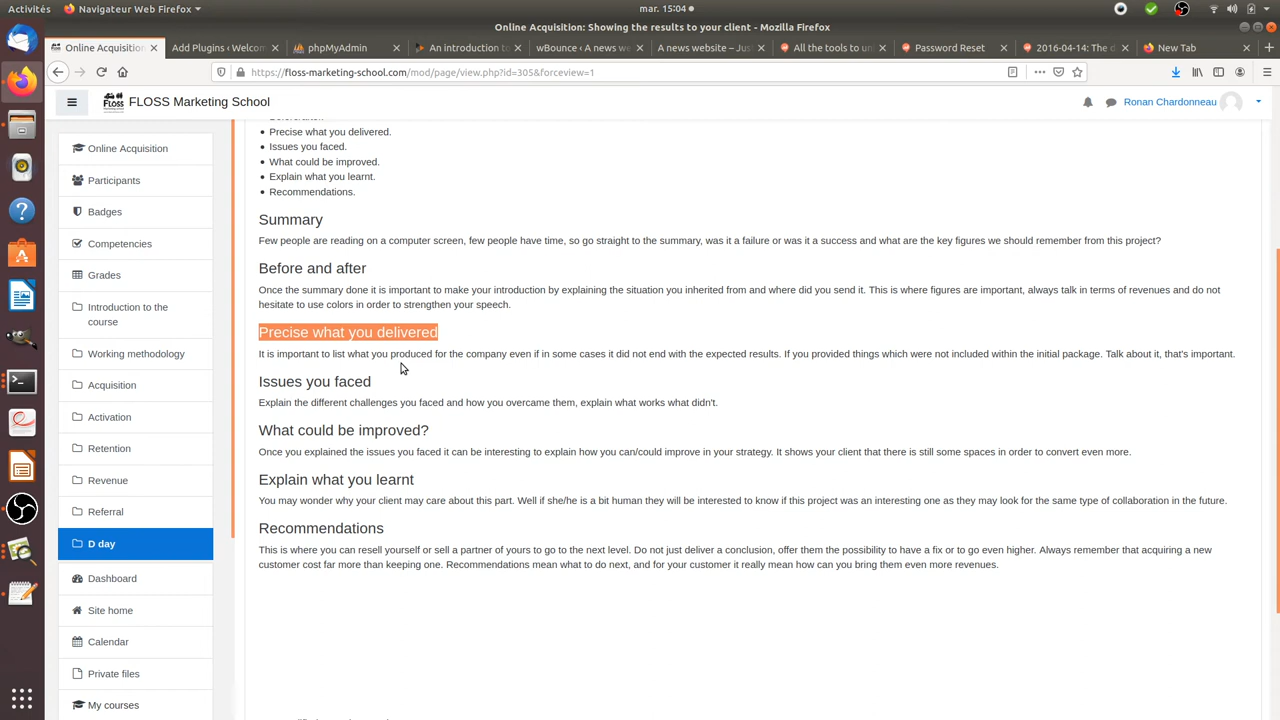 Activités
Navigateur Web Firefox
mar. 15:04
Online Acquisition: Showing the results to your client - Mozilla Firefox
Online Acquisition
Add Plugins ‹ Welcom
phpMyAdmin
An introduction to
wBounce ‹ A news we
A news website – Just
All the tools to unl
Password Reset
2016-04-14: The d
New Tab
https://floss-marketing-school.com/mod/page/view.php?id=305&forceview=1
FLOSS Marketing School
Ronan Chardonneau
Online Acquisition
Participants
Badges
Competencies
Grades
Introduction to the
course
Working methodology
Acquisition
Activation
Retention
Revenue
Referral
D day
Dashboard
Site home
Calendar
Private files
My courses
Precise what you delivered.
Issues you faced.
What could be improved.
Explain what you learnt.
Recommendations.
Summary
Few people are reading on a computer screen, few people have time, so go straight to the summary, was it a failure or was it a success and what are the key figures we should remember from this project?
Before and after
Once the summary done it is important to make your introduction by explaining the situation you inherited from and where did you send it. This is where figures are important, always talk in terms of revenues and do not
hesitate to use colors in order to strengthen your speech.
Precise what you delivered
It is important to list what you produced for the company even if in some cases it did not end with the expected results. If you provided things which were not included within the initial package. Talk about it, that's important.
Issues you faced
Explain the different challenges you faced and how you overcame them, explain what works what didn't.
What could be improved?
Once you explained the issues you faced it can be interesting to explain how you can/could improve in your strategy. It shows your client that there is still some spaces in order to convert even more.
Explain what you learnt
You may wonder why your client may care about this part. Well if she/he is a bit human they will be interested to know if this project was an interesting one as they may look for the same type of collaboration in the future.
Recommendations
This is where you can resell yourself or sell a partner of yours to go to the next level. Do not just deliver a conclusion, offer them the possibility to have a fix or to go even higher. Always remember that acquiring a new
customer cost far more than keeping one. Recommendations mean what to do next, and for your customer it really mean how can you bring them even more revenues.